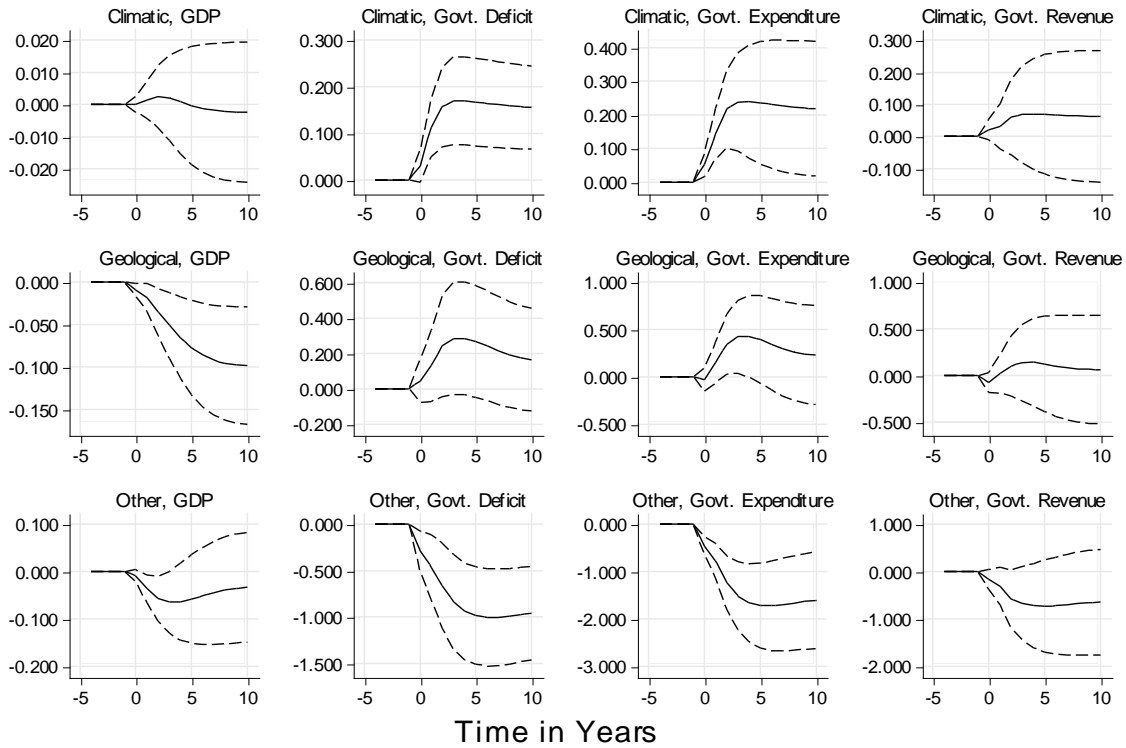 Climatic, GDP
0.020
0.010
0.000
-0.010
-0.020
-5 0 5 10
Climatic, Govt. Deficit
0.300
0.200
0.100
0.000
-5 0 5 10
Climatic, Govt. Expenditure
0.400
0.300
0.200
0.100
0.000
-5 0 5 10
Climatic, Govt. Revenue
0.300
0.200
0.100
0.000
-0.100
-5 0 5 10
Geological, GDP
0.000
-0.050
-0.100
-0.150
-5 0 5 10
Geological, Govt. Deficit
0.600
0.400
0.200
0.000
-0.200
-5 0 5 10
Geological, Govt. Expenditure
1.000
0.500
0.000
-0.500
-5 0 5 10
Geological, Govt. Revenue
1.000
0.500
0.000
-0.500
-5 0 5 10
Other, GDP
0.100
0.000
-0.100
-0.200
-5 0 5 10
Other, Govt. Deficit
0.000
-0.500
-1.000
-1.500
-5 0 5 10
Other, Govt. Expenditure
0.000
-1.000
-2.000
-3.000
-5 0 5 10
Other, Govt. Revenue
1.000
0.000
-1.000
-2.000
-5 0 5 10
Time in Years